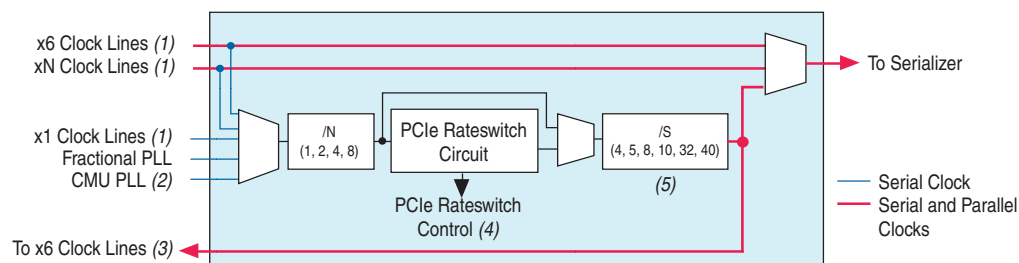 x6 Clock Lines (1)
xN Clock Lines (1)
To Serializer
x1 Clock Lines (1)
Fractional PLL
CMU PLL (2)
/N
(1, 2, 4, 8)
PCIe Rateswitch
Circuit
/S
(4, 5, 8, 10, 32, 40)
(5)
PCIe Rateswitch
Control (4)
Serial Clock
Serial and Parallel
Clocks
To x6 Clock Lines (3)